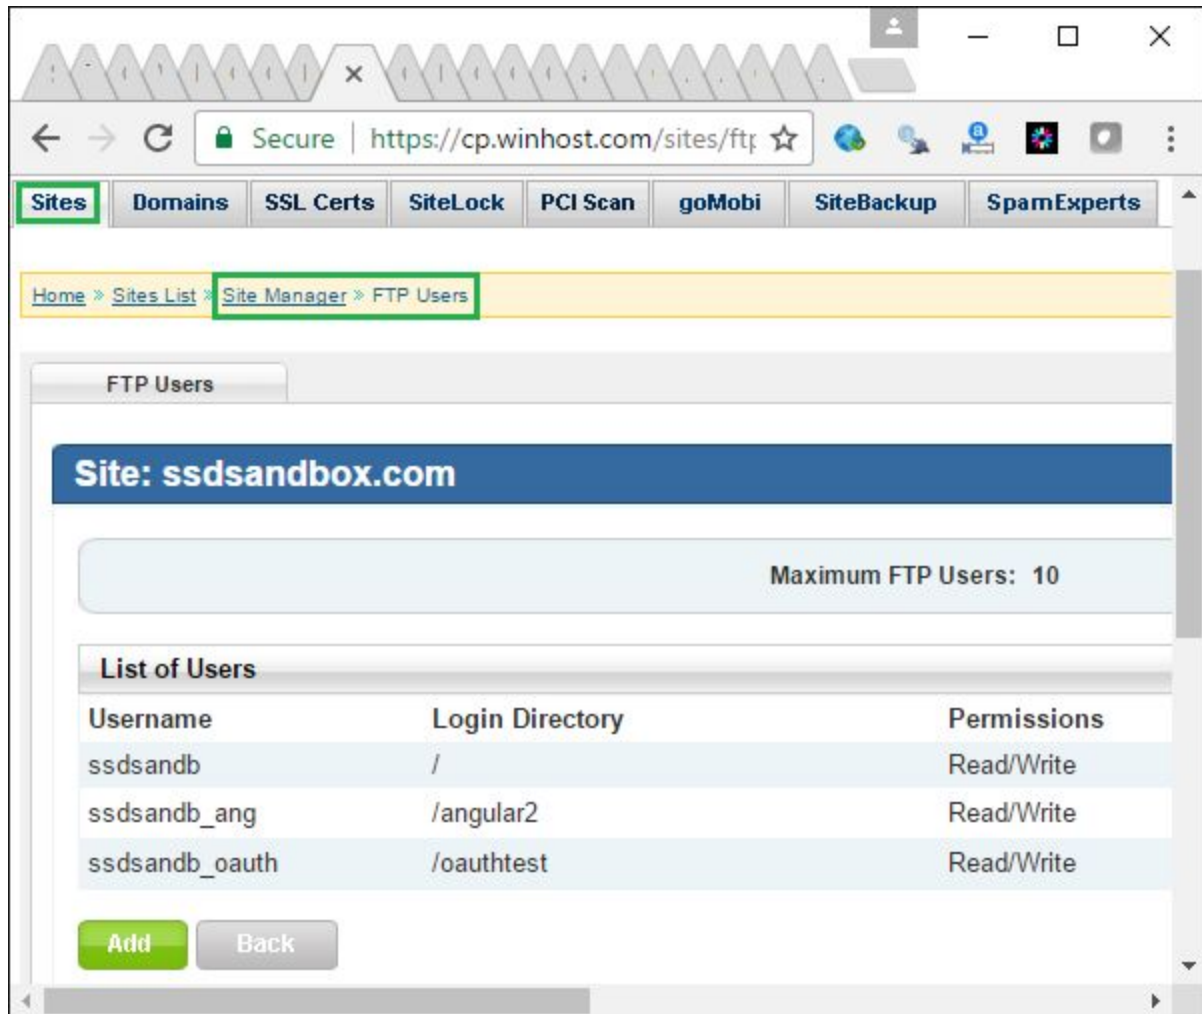 Secure | https://cp.winhost.com/sites/ftp
Sites Domains SSL Certs SiteLock PCI Scan goMobi SiteBackup SpamExperts
Home » Sites List » Site Manager » FTP Users
FTP Users
Site: ssdsandbox.com
Maximum FTP Users: 10
List of Users
Username Login Directory Permissions
ssdsandb / Read/Write
ssdsandb_ang /angular2 Read/Write
ssdsandb_oauth /oauthtest Read/Write
Add Back